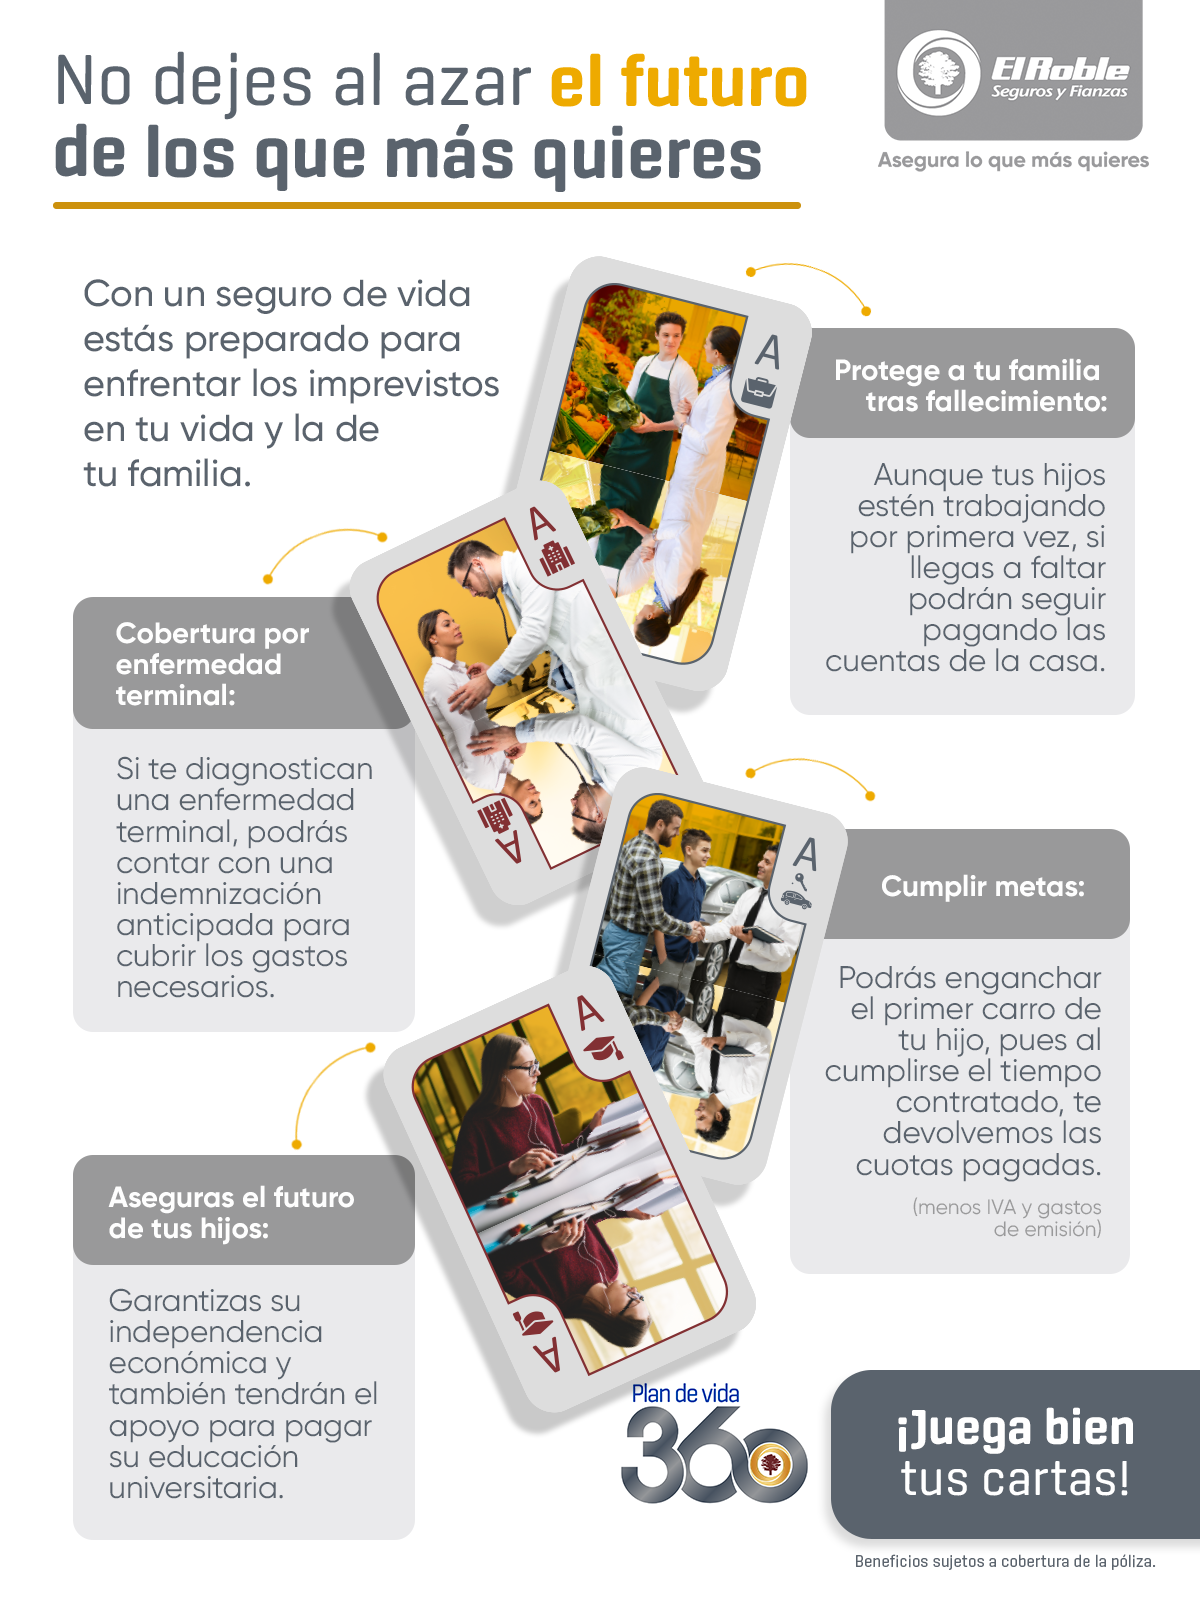 No dejes al azar el futuro
de los que más quieres
El Roble
Seguros y Fianzas
Asegura lo que más quieres
Con un seguro de vida
estás preparado para
enfrentar los imprevistos
en tu vida y la de
tu familia.
A
Protege a tu familia
tras fallecimiento:
Aunque tus hijos
estén trabajando
por primera vez, si
llegas a faltar
podrán seguir
pagando las
cuentas de la casa.
A
A
Cobertura por
enfermedad
terminal:
Si te diagnostican
una enfermedad
terminal, podrás
contar con una
indemnización
anticipada para
cubrir los gastos
necesarios.
A
Cumplir metas:
Podrás enganchar
el primer carro de
tu hijo, pues al
cumplirse el tiempo
contratado, te
devolvemos las
cuotas pagadas.
(menos IVA y gastos
de emisión)
A
A
Aseguras el futuro
de tus hijos:
Garantizas su
independencia
económica y
también tendrán el
apoyo para pagar
su educación
universitaria.
Plan de vida
360
¡Juega bien
tus cartas!
Beneficios sujetos a cobertura de la póliza.